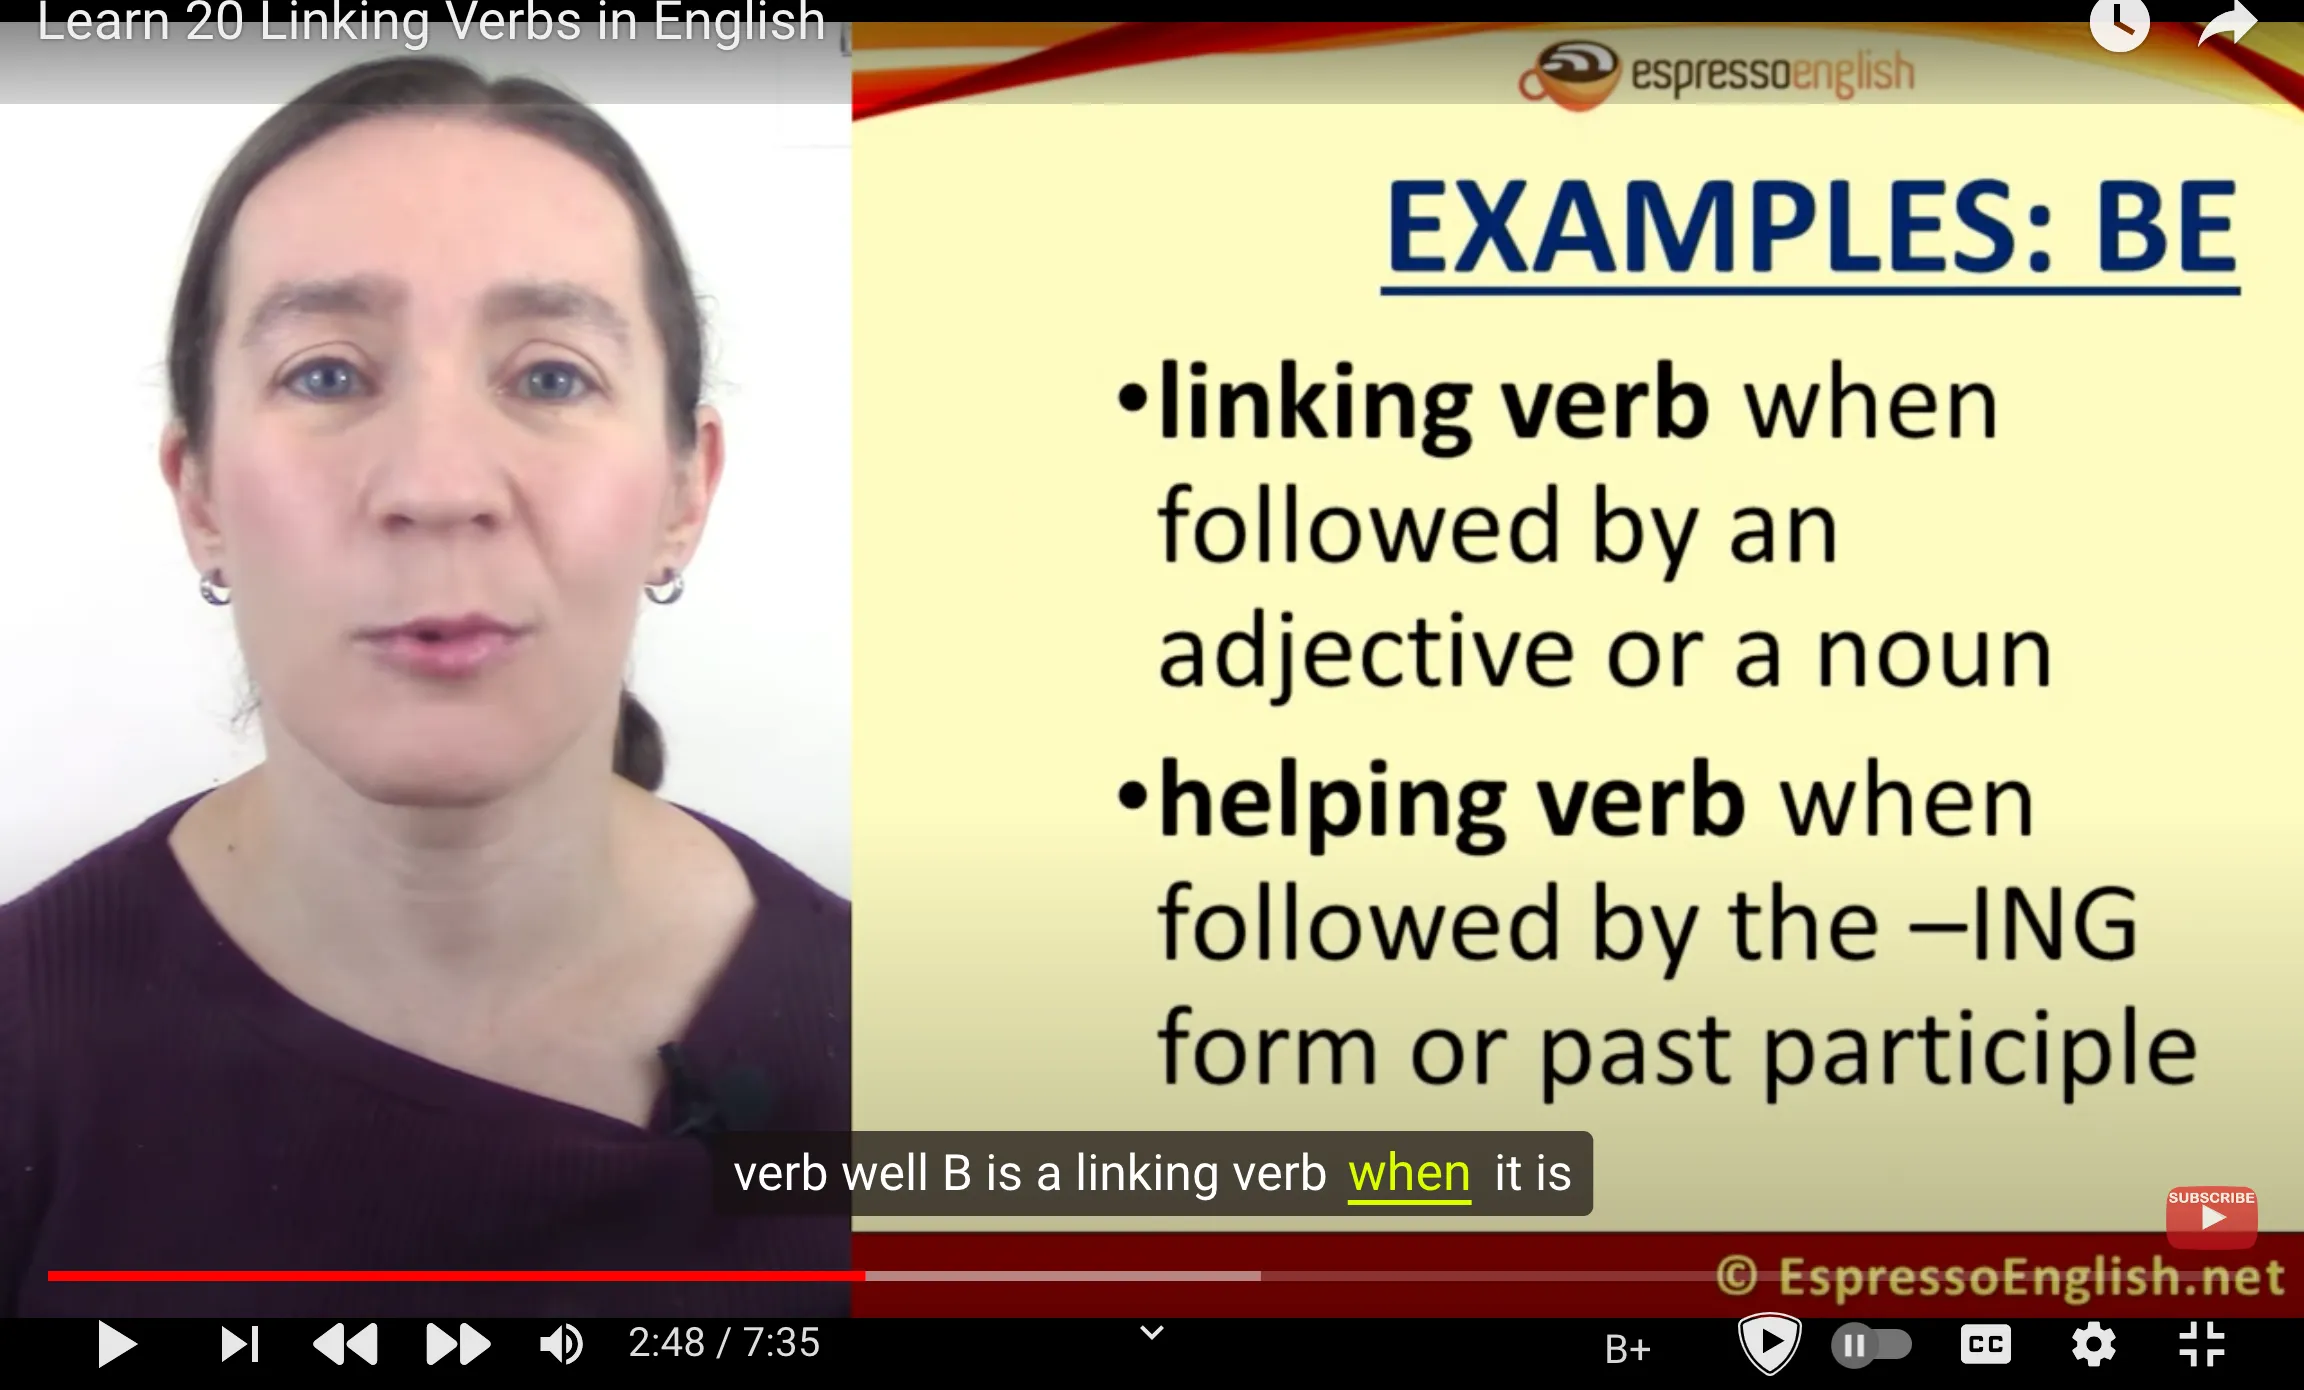 Learn 20 Linking Verbs in English
espressoenglish
EXAMPLES: BE
•linking verb when
followed by an
adjective or a noun
•helping verb when
followed by the –ING
form or past participle
verb well B is a linking verb when it is
SUBSCRIBE
© EspressoEnglish.net
2:48 / 7:35
B+
CC